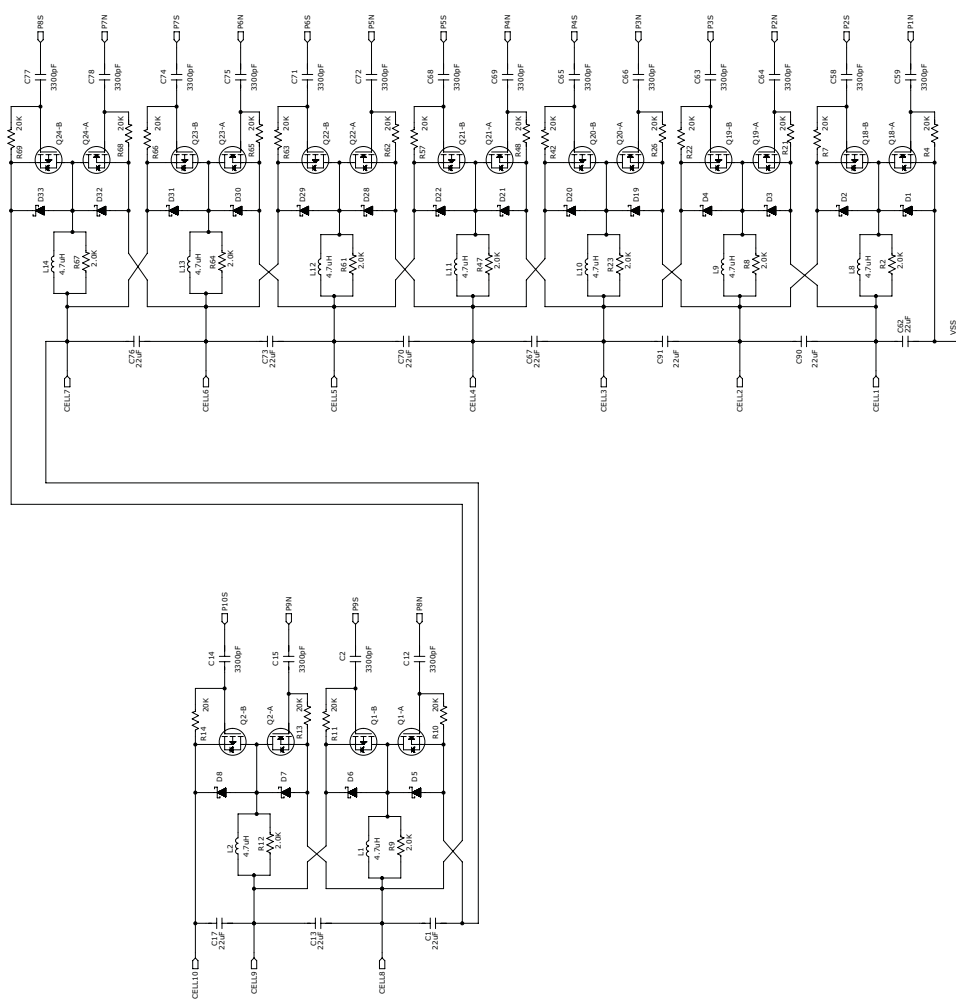 P8S
P7N
P7S
P6N
P6S
P5N
P5S
P4N
P4S
P3N
P3S
P2N
P2S
P1N
C77
3300pF
C78
3300pF
C74
3300pF
C75
3300pF
C71
3300pF
C72
3300pF
C68
3300pF
C69
3300pF
C65
3300pF
C66
3300pF
C63
3300pF
C64
3300pF
C58
3300pF
C59
3300pF
20K
R69
Q24-B
Q24-A
20K
R68
20K
R66
Q23-B
Q23-A
20K
R65
20K
R63
Q22-B
Q22-A
20K
R62
20K
R57
Q21-B
Q21-A
20K
R48
20K
R42
Q20-B
Q20-A
20K
R26
20K
R22
Q19-B
Q19-A
20K
R21
20K
R7
Q18-B
Q18-A
20K
R4
D33
D32
D31
D30
D29
D28
D22
D21
D20
D19
D4
D3
D2
D1
L14
4.7uH
R67
2.0K
L13
4.7uH
R64
2.0K
L12
4.7uH
R61
2.0K
L11
4.7uH
R47
2.0K
L10
4.7uH
R23
2.0K
L9
4.7uH
R8
2.0K
L8
4.7uH
R2
2.0K
C76
22uF
C73
22uF
C70
22uF
C67
22uF
C91
22uF
C90
22uF
C62
22uF
VSS
CELL7
CELL6
CELL5
CELL4
CELL3
CELL2
CELL1
P10S
P9N
P9S
P8N
C14
3300pF
C15
3300pF
C2
3300pF
C12
3300pF
20K
R14
Q2-B
Q2-A
20K
R13
20K
R11
Q1-B
Q1-A
20K
R10
D8
D7
D6
D5
L2
4.7uH
R12
2.0K
L1
4.7uH
R9
2.0K
C17
22uF
C13
22uF
C1
22uF
CELL10
CELL9
CELL8